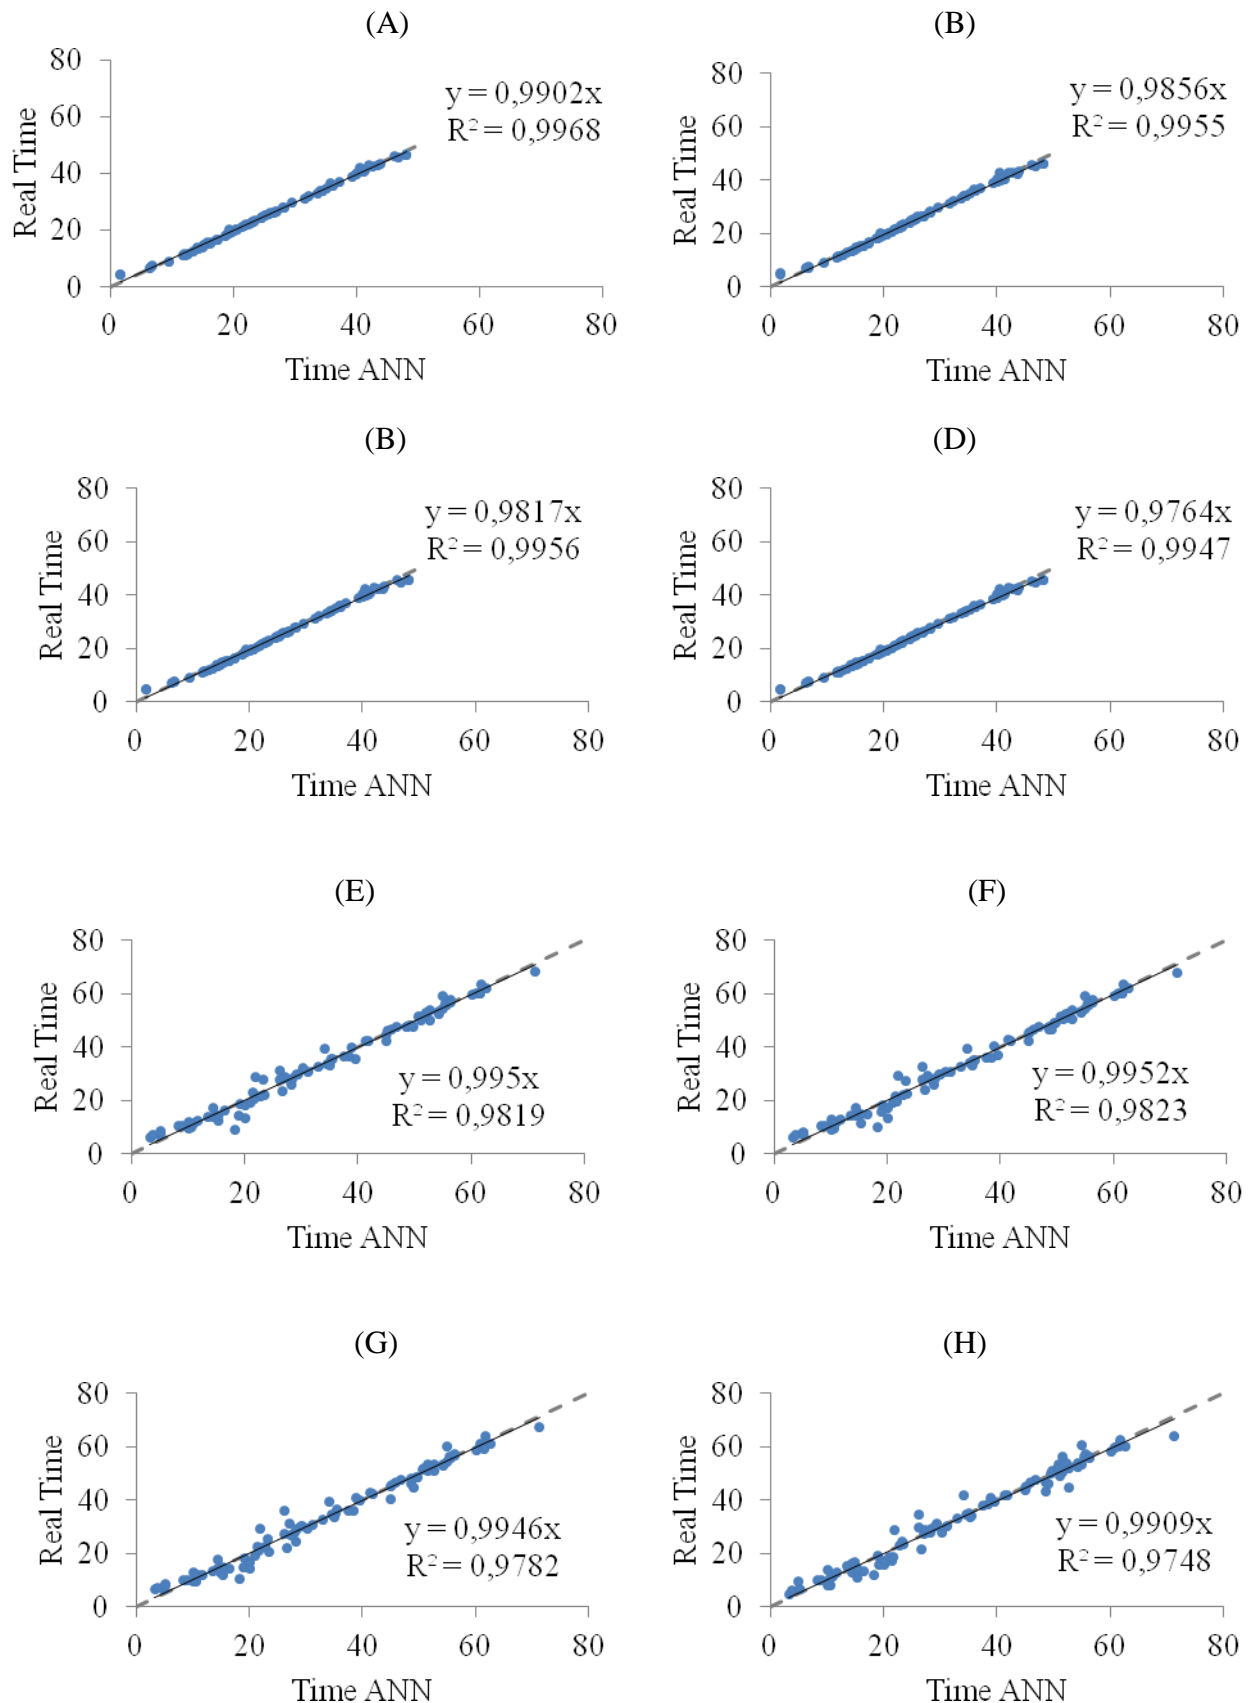 (A)
80
60
40
20
0
Real Time
y = 0,9902x
R² = 0,9968
0 20 40 60 80
Time ANN
(B)
80
60
40
20
0
Real Time
y = 0,9856x
R² = 0,9955
0 20 40 60 80
Time ANN
(B)
80
60
40
20
0
Real Time
y = 0,9817x
R² = 0,9956
0 20 40 60 80
Time ANN
(D)
80
60
40
20
0
Real Time
y = 0,9764x
R² = 0,9947
0 20 40 60 80
Time ANN
(E)
80
60
40
20
0
Real Time
y = 0,995x
R² = 0,9819
0 20 40 60 80
Time ANN
(F)
80
60
40
20
0
Real Time
y = 0,9952x
R² = 0,9823
0 20 40 60 80
Time ANN
(G)
80
60
40
20
0
Real Time
y = 0,9946x
R² = 0,9782
0 20 40 60 80
Time ANN
(H)
80
60
40
20
0
Real Time
y = 0,9909x
R² = 0,9748
0 20 40 60 80
Time ANN